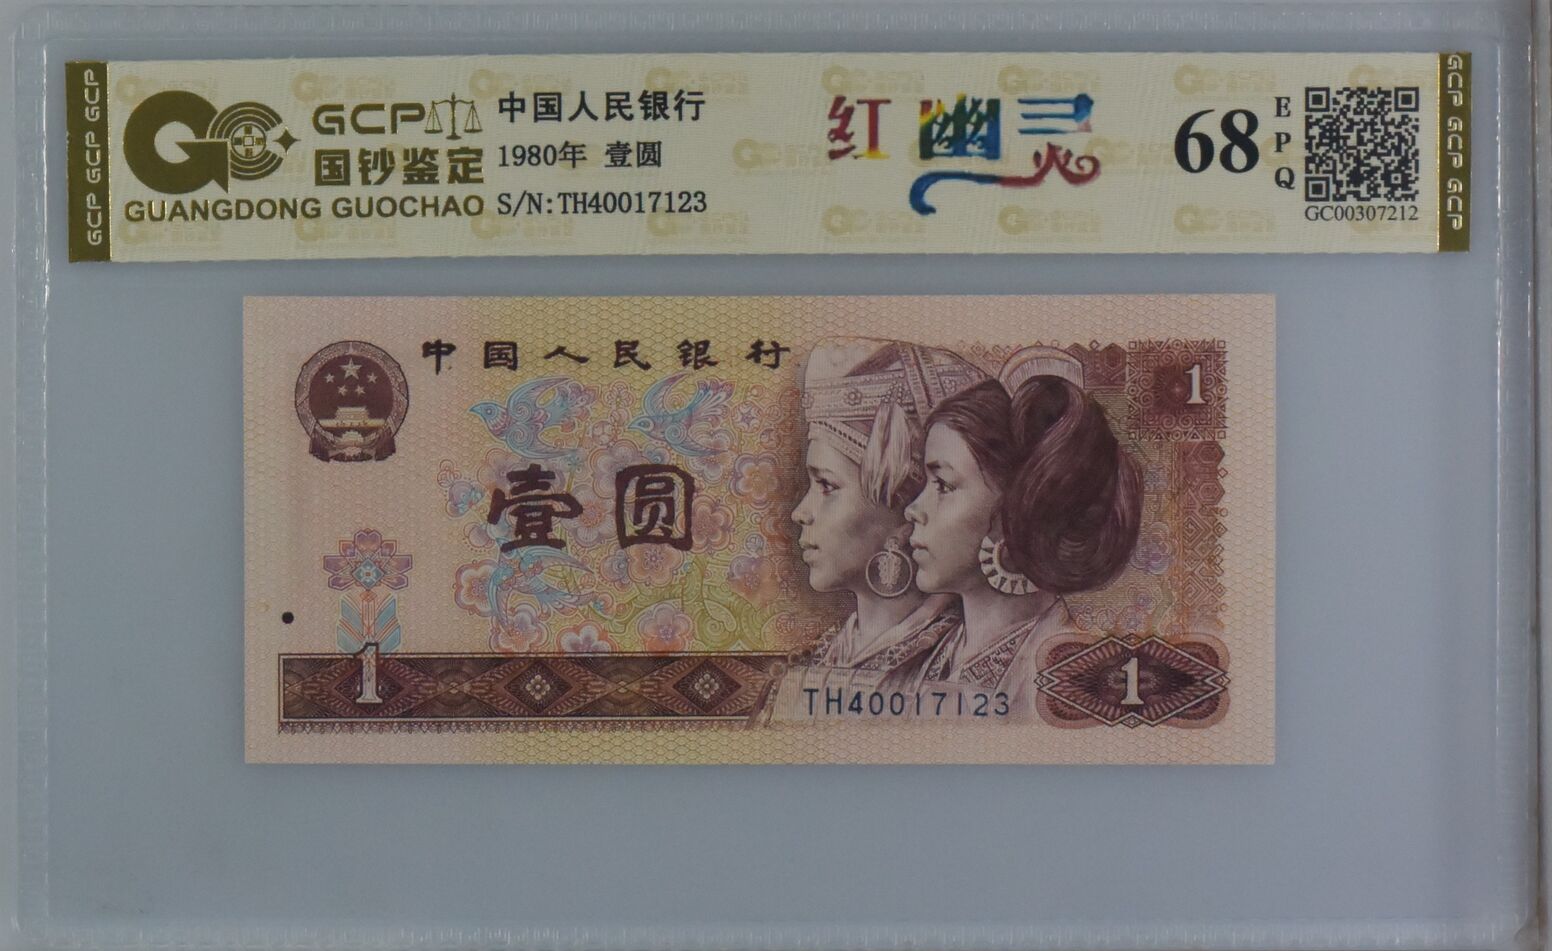 GCP GCP GCP
GCP
国钞鉴定
GUANGDONG GUOCHAO
中国人民银行
1980年 壹圆
S/N:TH40017123
红幽灵
68
EPQ
GC00307212
GCP GCP GCP
中国人民银行
1
壹圆
1
TH40017123
1